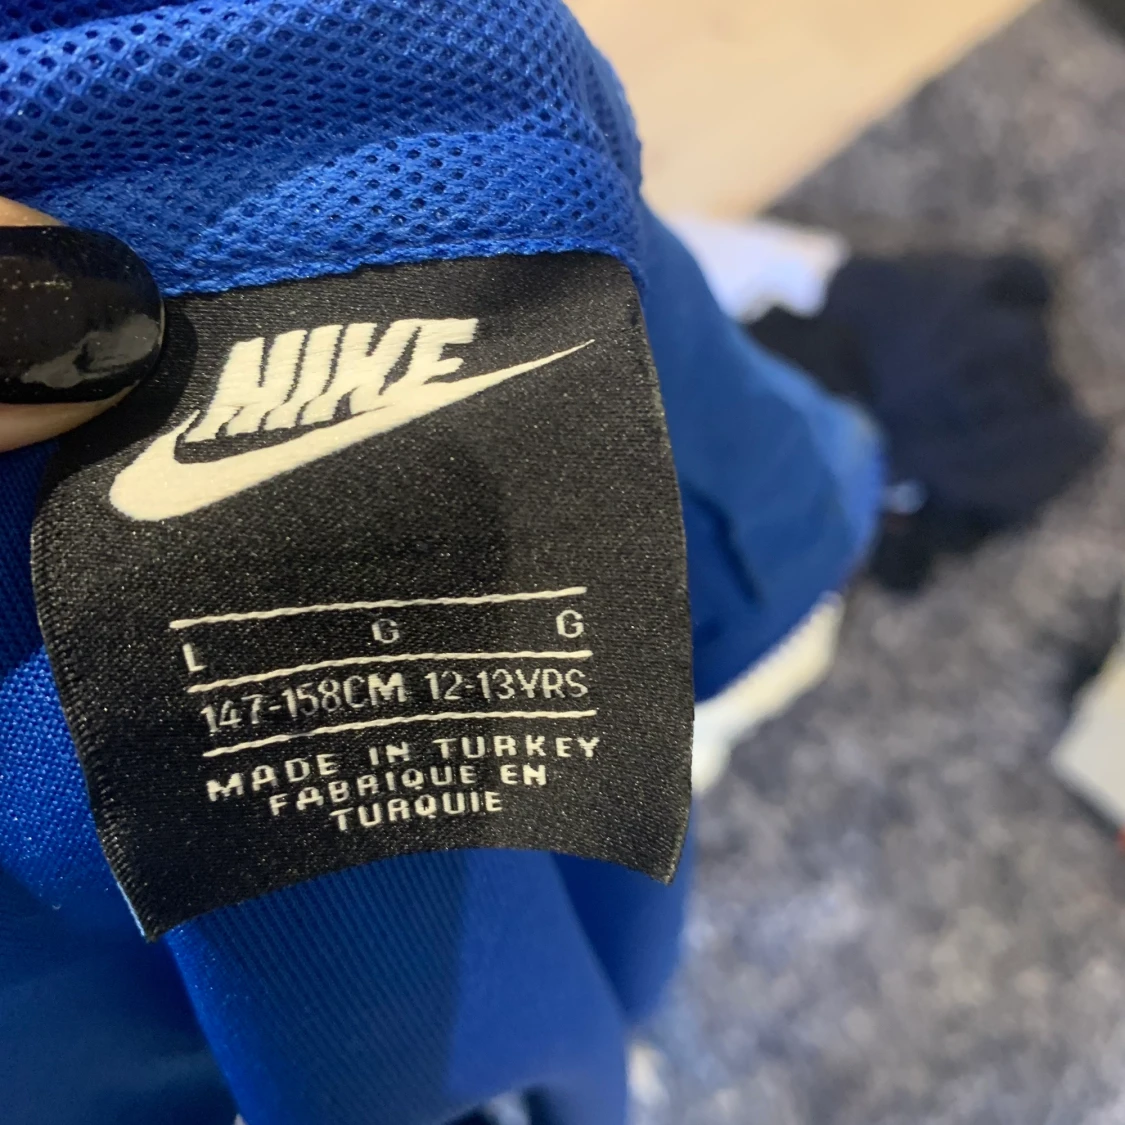 NIKE
L G G
147-158CM 12-13YRS
MADE IN TURKEY
FABRIQUE EN
TURQUIE